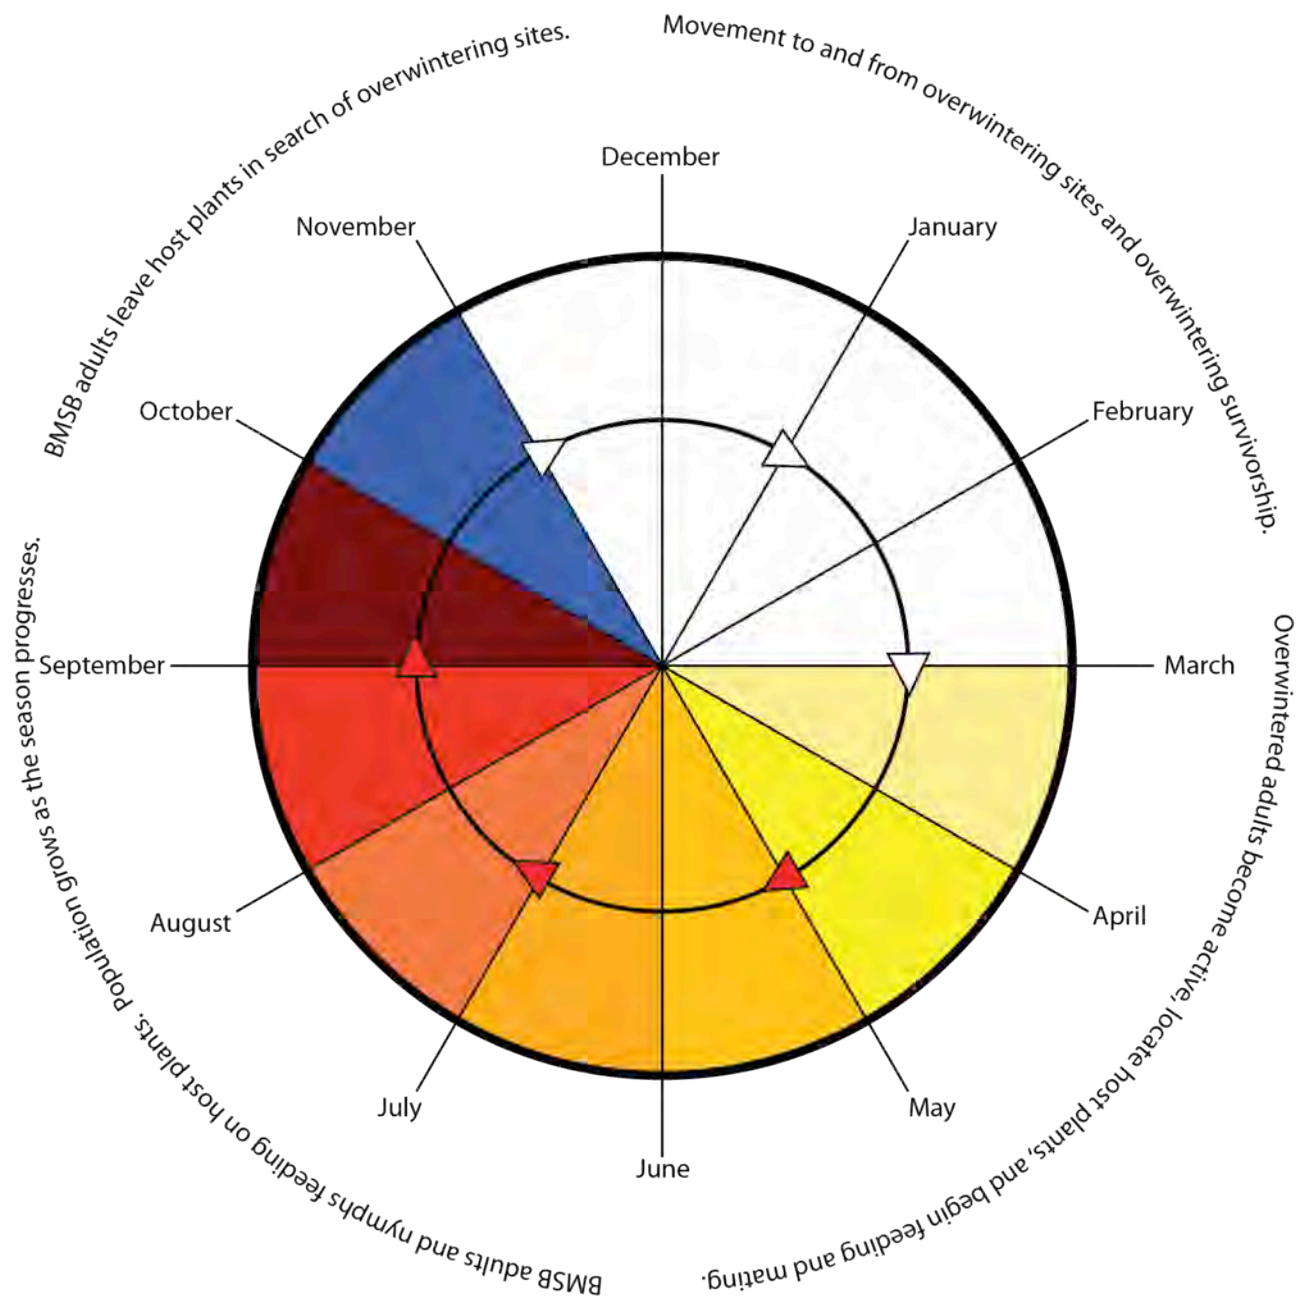 BMSB adults leave host plants in search of overwintering sites.
Movement to and from overwintering sites and overwintering survivorship.
Overwintered adults become active, locate host plants, and begin feeding and mating.
BMSB adults and nymphs feeding on host plants. Population grows as the season progresses.
December
January
February
March
April
May
June
July
August
September
October
November